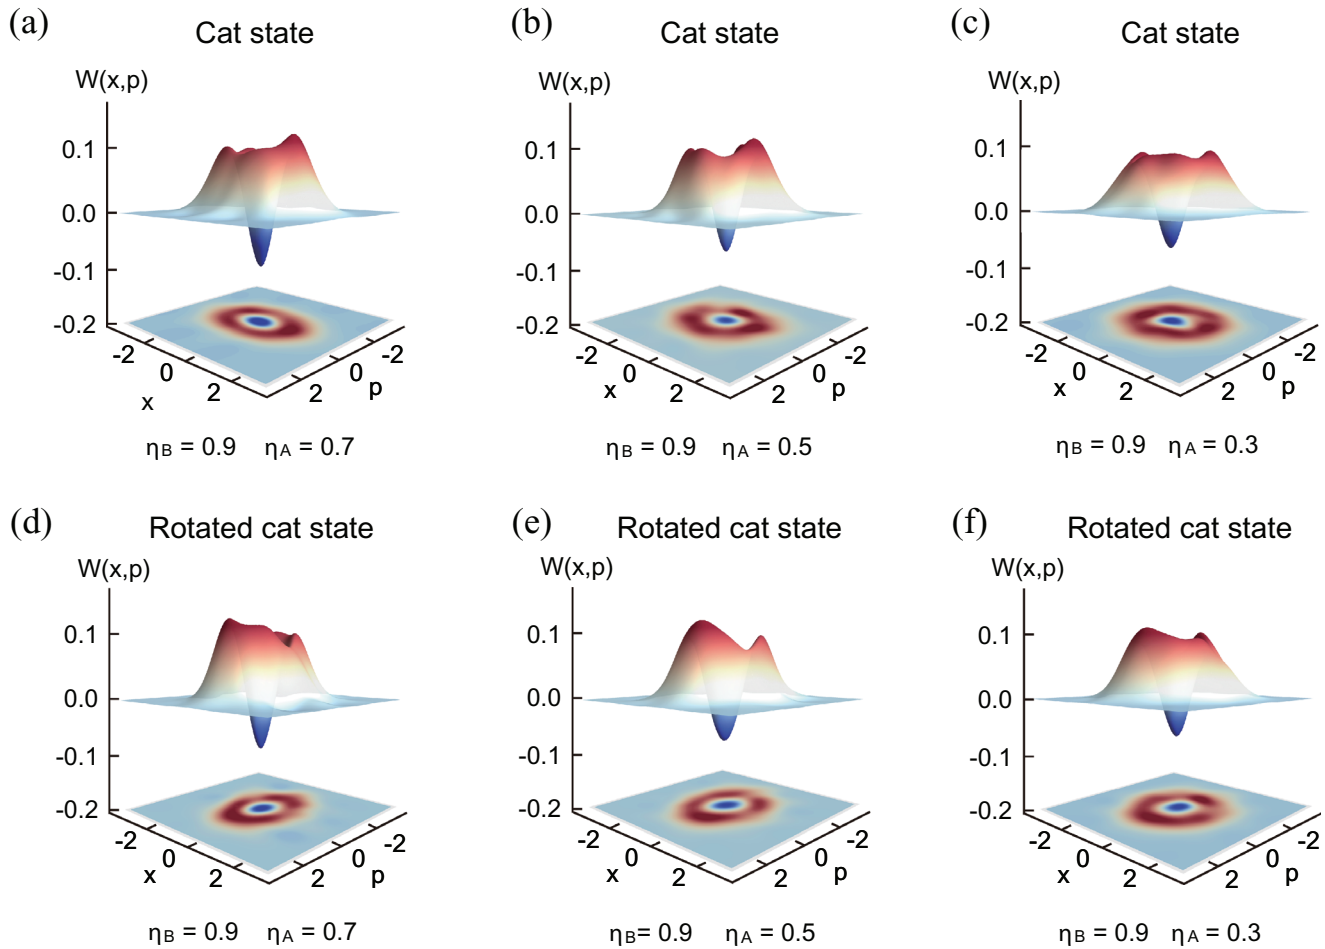 (a) Cat state
W(x,p)
0.1
0.0
-0.1
-0.2
-2 0 2
x
2 0 -2
p
ηB = 0.9 ηA = 0.7
(b) Cat state
W(x,p)
0.1
0.0
-0.1
-0.2
-2 0 2
x
2 0 -2
p
ηB = 0.9 ηA = 0.5
(c) Cat state
W(x,p)
0.1
0.0
-0.1
-0.2
-2 0 2
x
2 0 -2
p
ηB = 0.9 ηA = 0.3
(d) Rotated cat state
W(x,p)
0.1
0.0
-0.1
-0.2
-2 0 2
x
2 0 -2
p
ηB = 0.9 ηA = 0.7
(e) Rotated cat state
W(x,p)
0.1
0.0
-0.1
-0.2
-2 0 2
x
2 0 -2
p
ηB= 0.9 ηA = 0.5
(f) Rotated cat state
W(x,p)
0.1
0.0
-0.1
-0.2
-2 0 2
x
2 0 -2
p
ηB = 0.9 ηA = 0.3